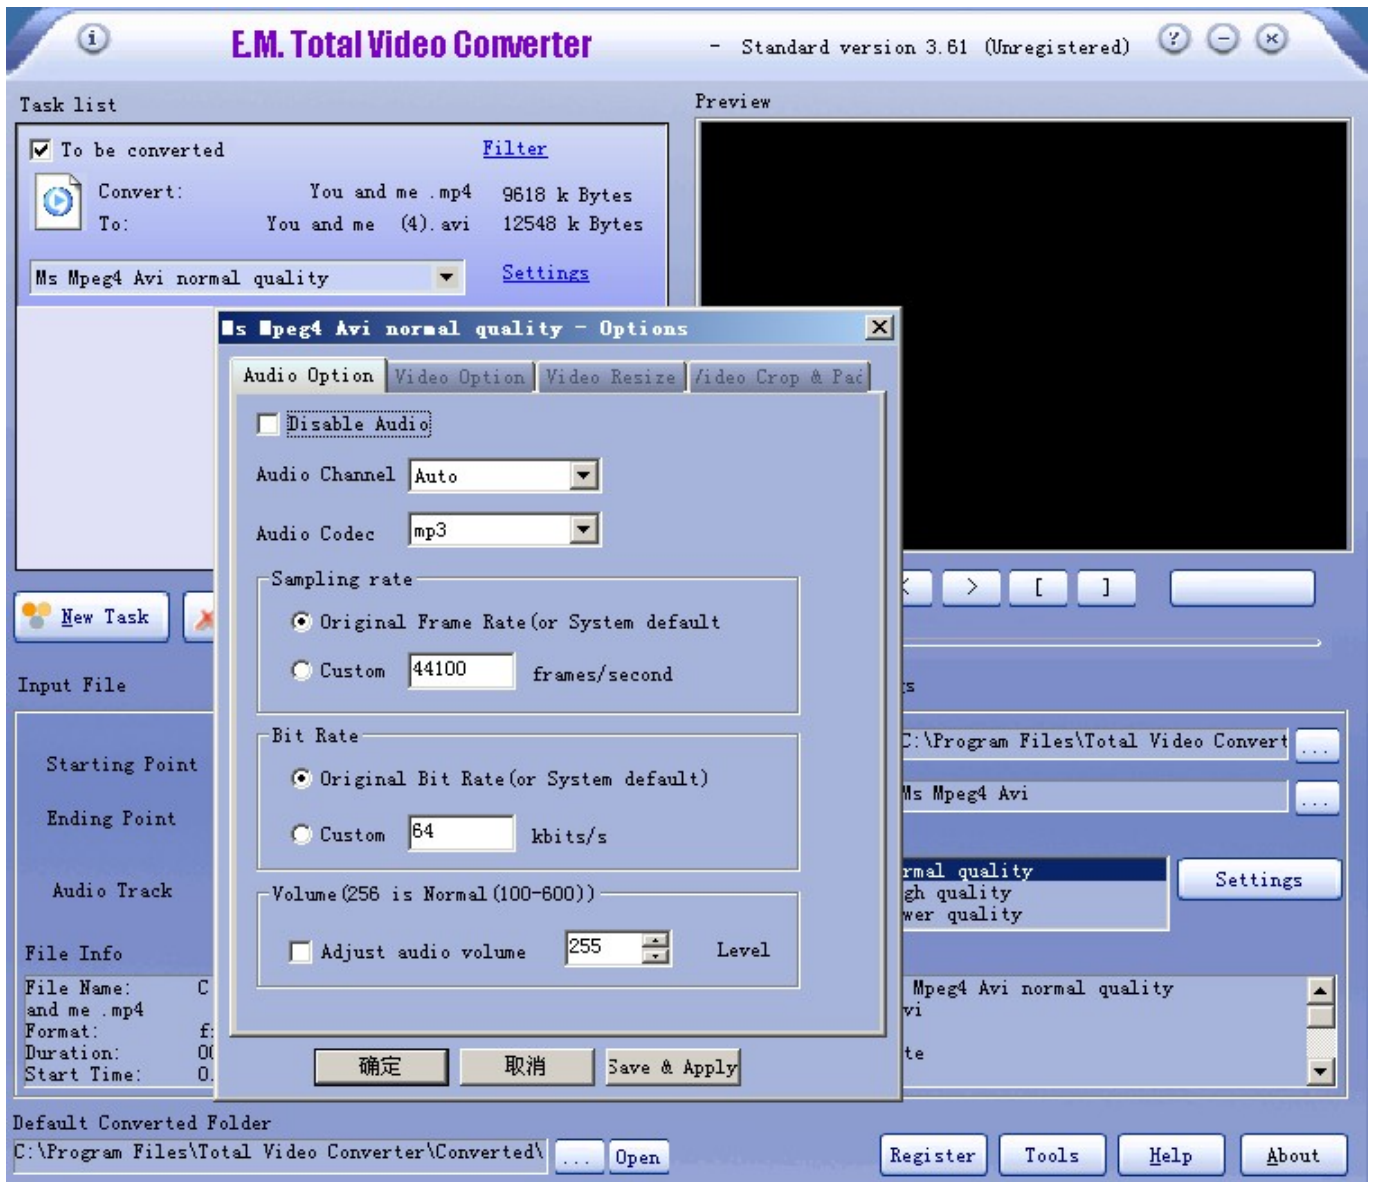 E.M. Total Video Converter - Standard version 3.61 (Unregistered)
Task list
Preview
To be converted Filter
Convert: You and me .mp4 9618 k Bytes
To: You and me (4).avi 12548 k Bytes
Ms Mpeg4 Avi normal quality Settings
Ms Mpeg4 Avi normal quality - Options
Audio Option Video Option Video Resize Video Crop & Pad
Disable Audio
Audio Channel Auto
Audio Codec mp3
Sampling rate
Original Frame Rate(or System default
Custom 44100 frames/second
Bit Rate
Original Bit Rate(or System default)
Custom 64 kbits/s
Volume(256 is Normal(100-600))
Adjust audio volume 255 Level
确定 取消 Save & Apply
< > [ ]
New Task
Input File
Starting Point
Ending Point
Audio Track
File Info
File Name: C
and me .mp4
Format: f
Duration: 00
Start Time: 0.
gs
C:\Program Files\Total Video Convert ...
Ms Mpeg4 Avi ...
rmal quality
gh quality
wer quality
Settings
Mpeg4 Avi normal quality
vi
te
Default Converted Folder
C:\Program Files\Total Video Converter\Converted\ ... Open
Register Tools Help About